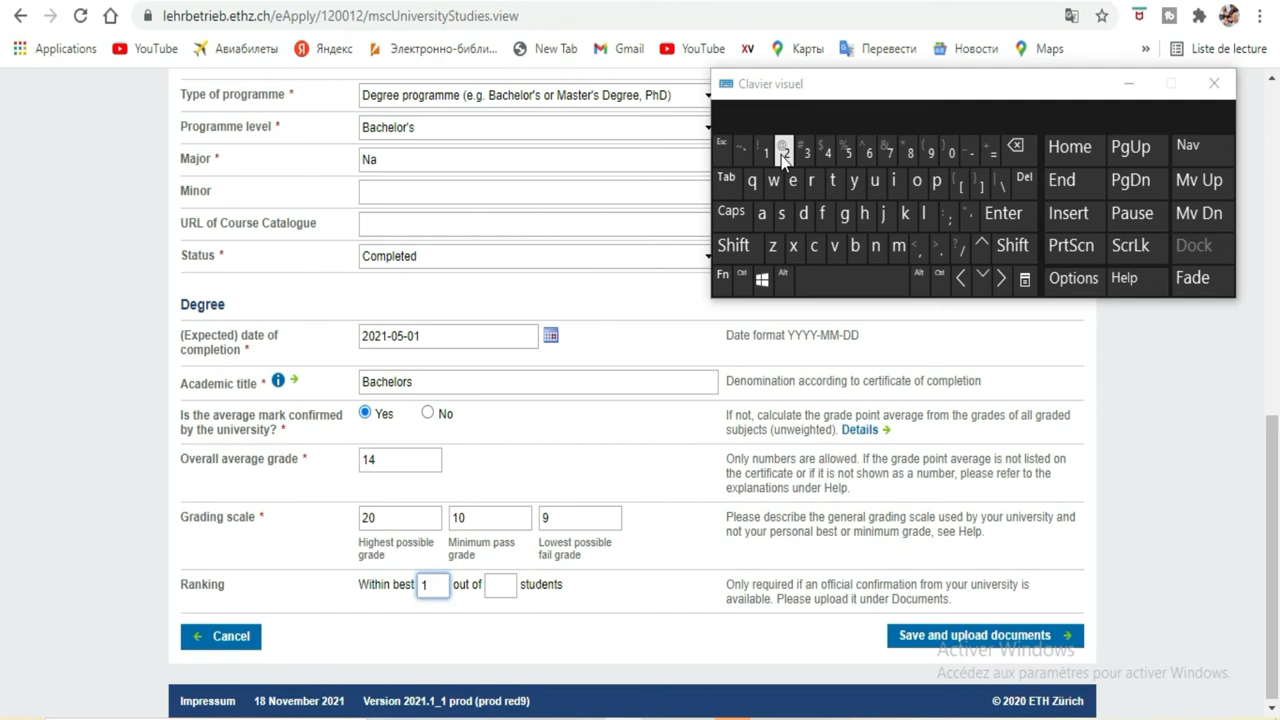 lehrbetrieb.ethz.ch/eApply/120012/mscUniversityStudies.view
Applications YouTube Авиабилеты Яндекс Электронно-библи... New Tab Gmail YouTube XV Карты Перевести Новости Maps » Liste de lecture
Type of programme * Degree programme (e.g. Bachelor's or Master's Degree, PhD)
Programme level * Bachelor's
Major * Na
Minor
URL of Course Catalogue
Status * Completed
Clavier visuel
Esc ~ ` ! 1 @ 2 # 3 $ 4 % 5 ^ 6 & 7 * 8 ( 9 ) 0 _ - + = Home PgUp Nav
Tab q w e r t y u i o p { [ } ] | \ Del End PgDn Mv Up
Caps a s d f g h j k l : ; " ' Enter Insert Pause Mv Dn
Shift z x c v b n m < , > . ? / Shift PrtScn ScrLk Dock
Fn Ctrl Alt Alt Ctrl Options Help Fade
Degree
(Expected) date of
completion *
2021-05-01
Date format YYYY-MM-DD
Academic title * Bachelors
Denomination according to certificate of completion
Is the average mark confirmed
by the university? *
Yes No
If not, calculate the grade point average from the grades of all graded
subjects (unweighted). Details
Overall average grade * 14
Only numbers are allowed. If the grade point average is not listed on
the certificate or if it is not shown as a number, please refer to the
explanations under Help.
Grading scale * 20 10 9
Highest possible
grade
Minimum pass
grade
Lowest possible
fail grade
Please describe the general grading scale used by your university and
not your personal best or minimum grade, see Help.
Ranking Within best 1 out of students
Only required if an official confirmation from your university is
available. Please upload it under Documents.
Cancel
Save and upload documents
Activer Windows
Accédez aux paramètres pour activer Windows.
Impressum 18 November 2021 Version 2021.1_1 prod (prod red9) © 2020 ETH Zürich